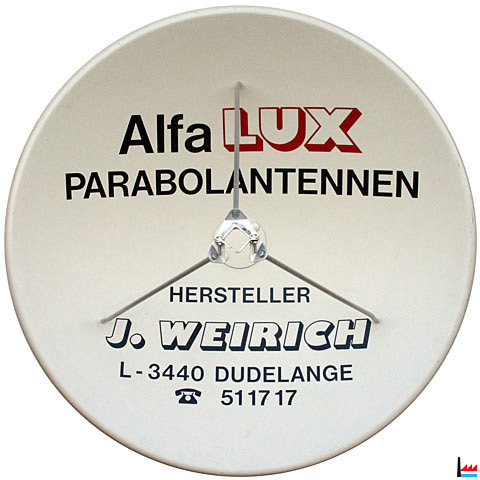 Alfa LUX
PARABOLANTENNEN
HERSTELLER
J. WEIRICH
L-3440 DUDELANGE
☎ 511717